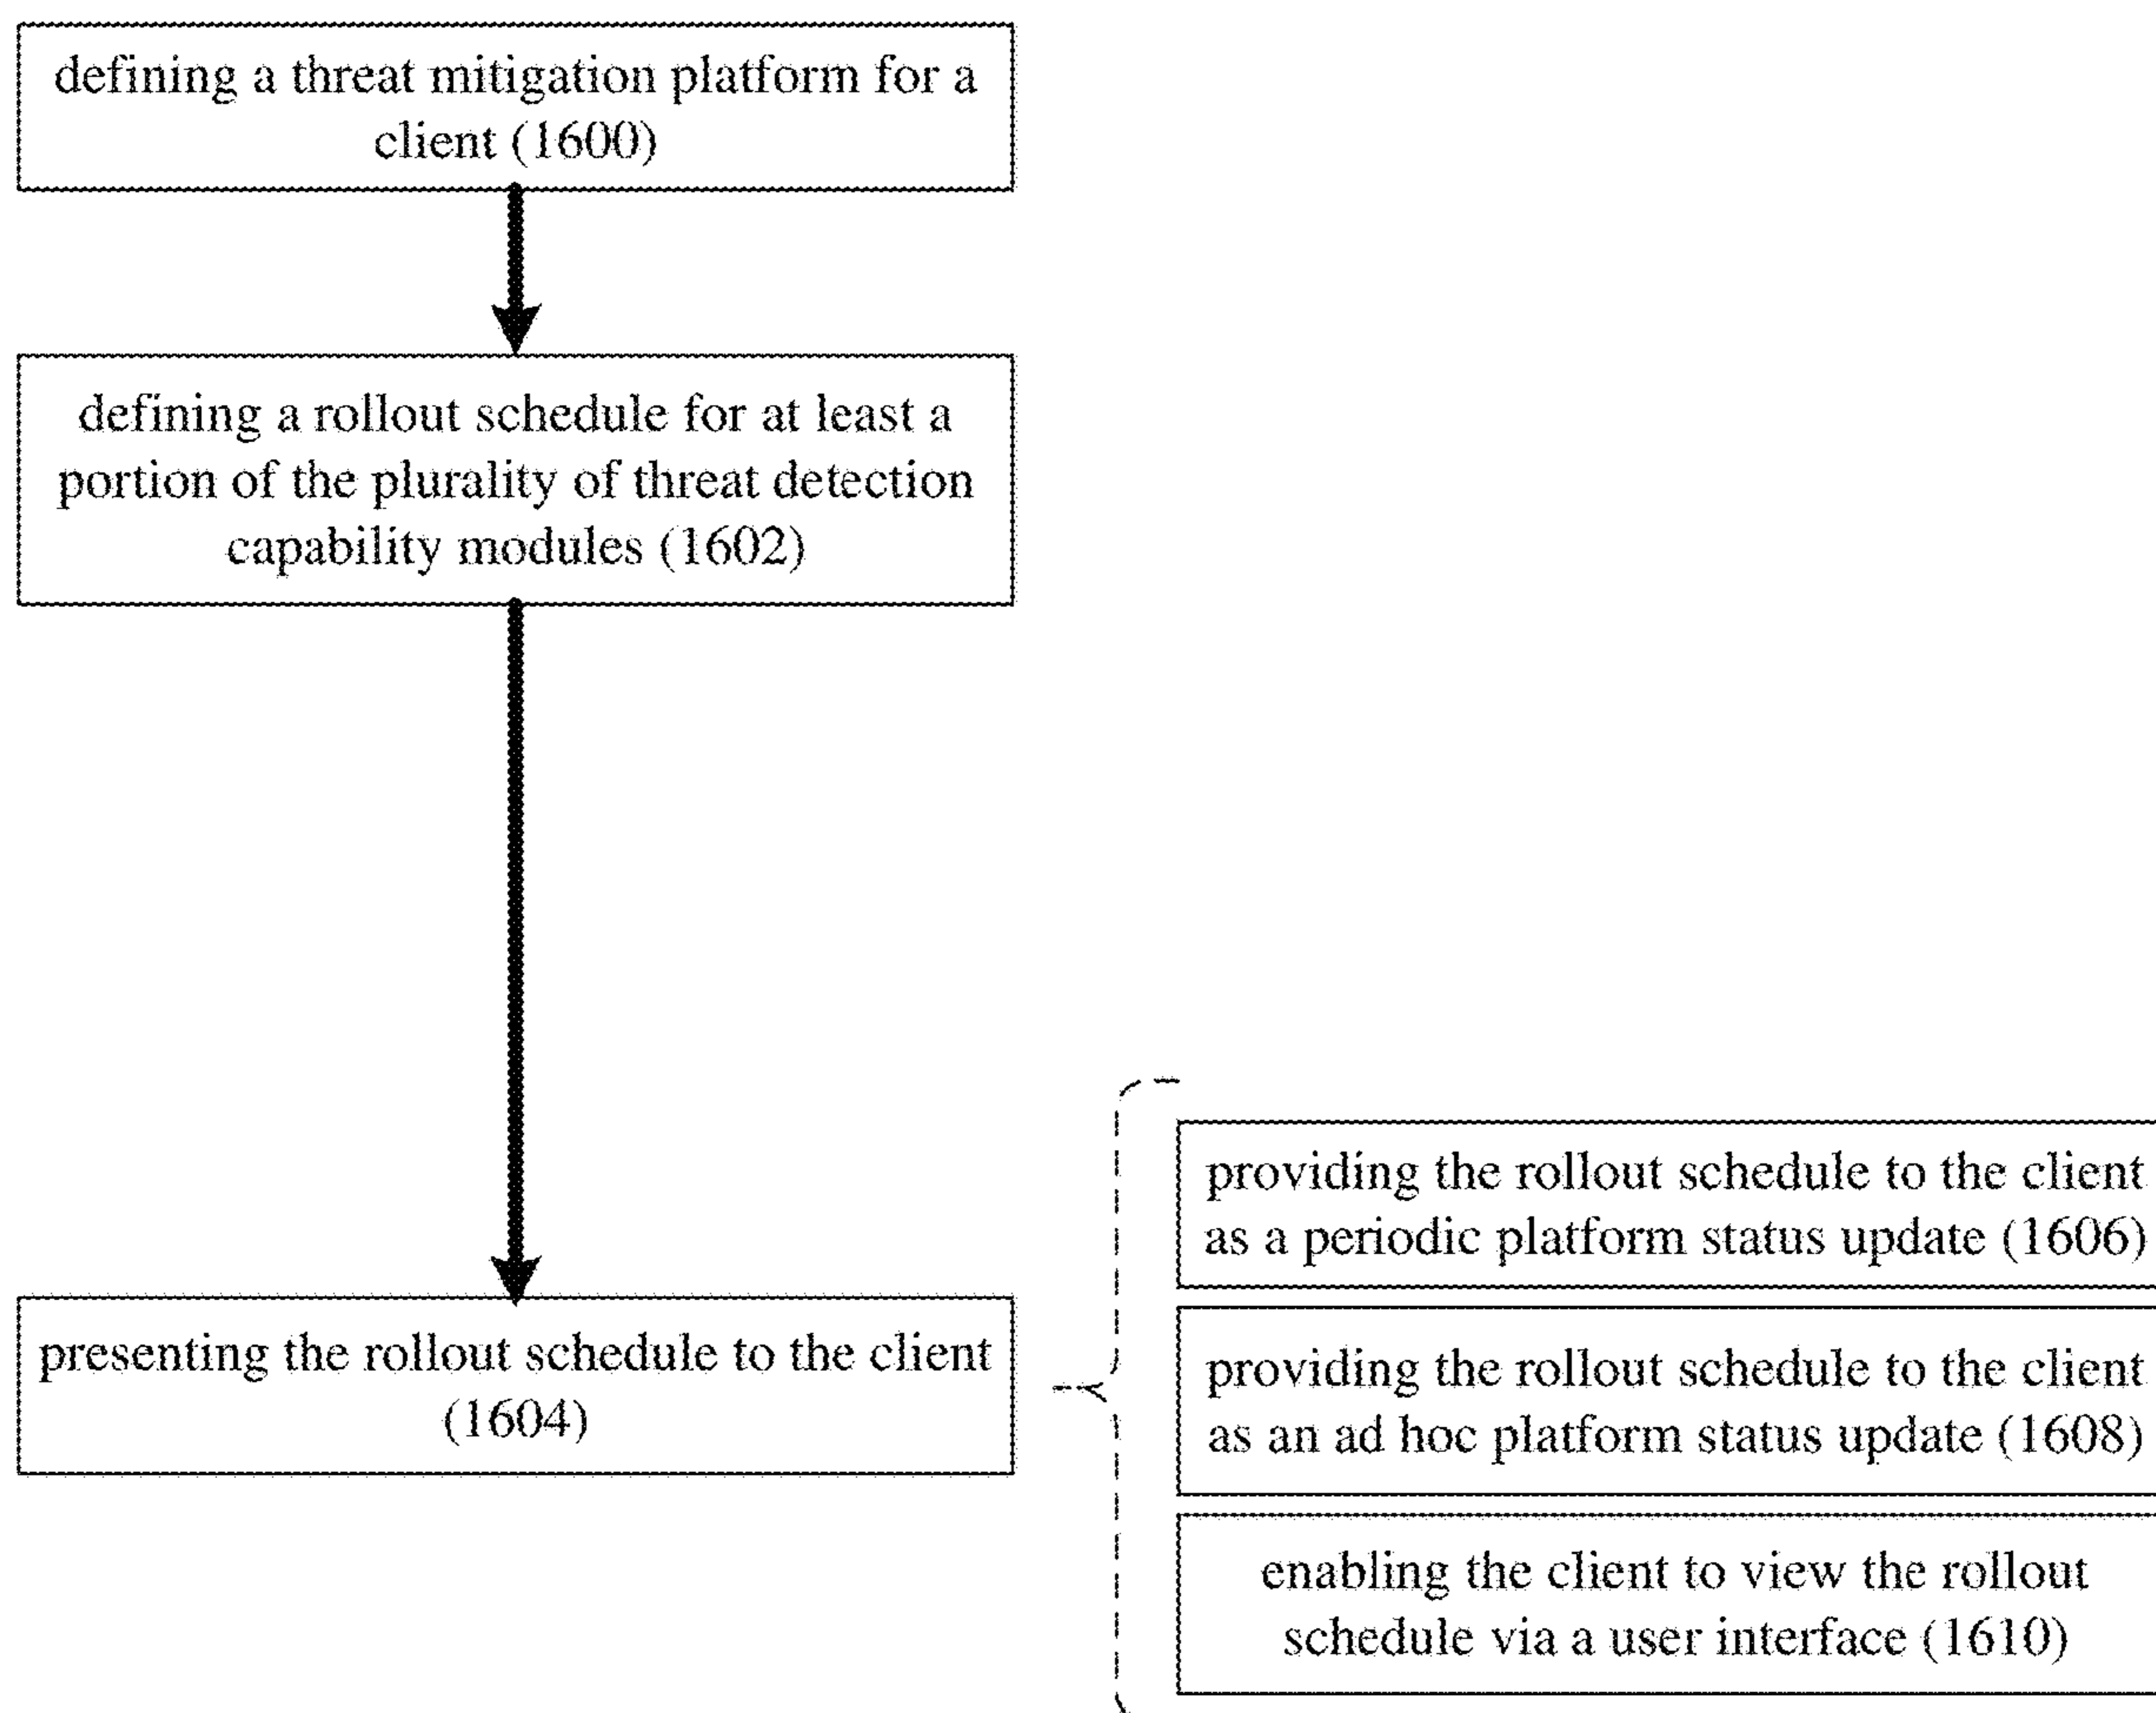 defining a threat mitigation platform for a
client (1600)
defining a rollout schedule for at least a
portion of the plurality of threat detection
capability modules (1602)
presenting the rollout schedule to the client
(1604)
providing the rollout schedule to the client
as a periodic platform status update (1606)
providing the rollout schedule to the client
as an ad hoc platform status update (1608)
enabling the client to view the rollout
schedule via a user interface (1610)